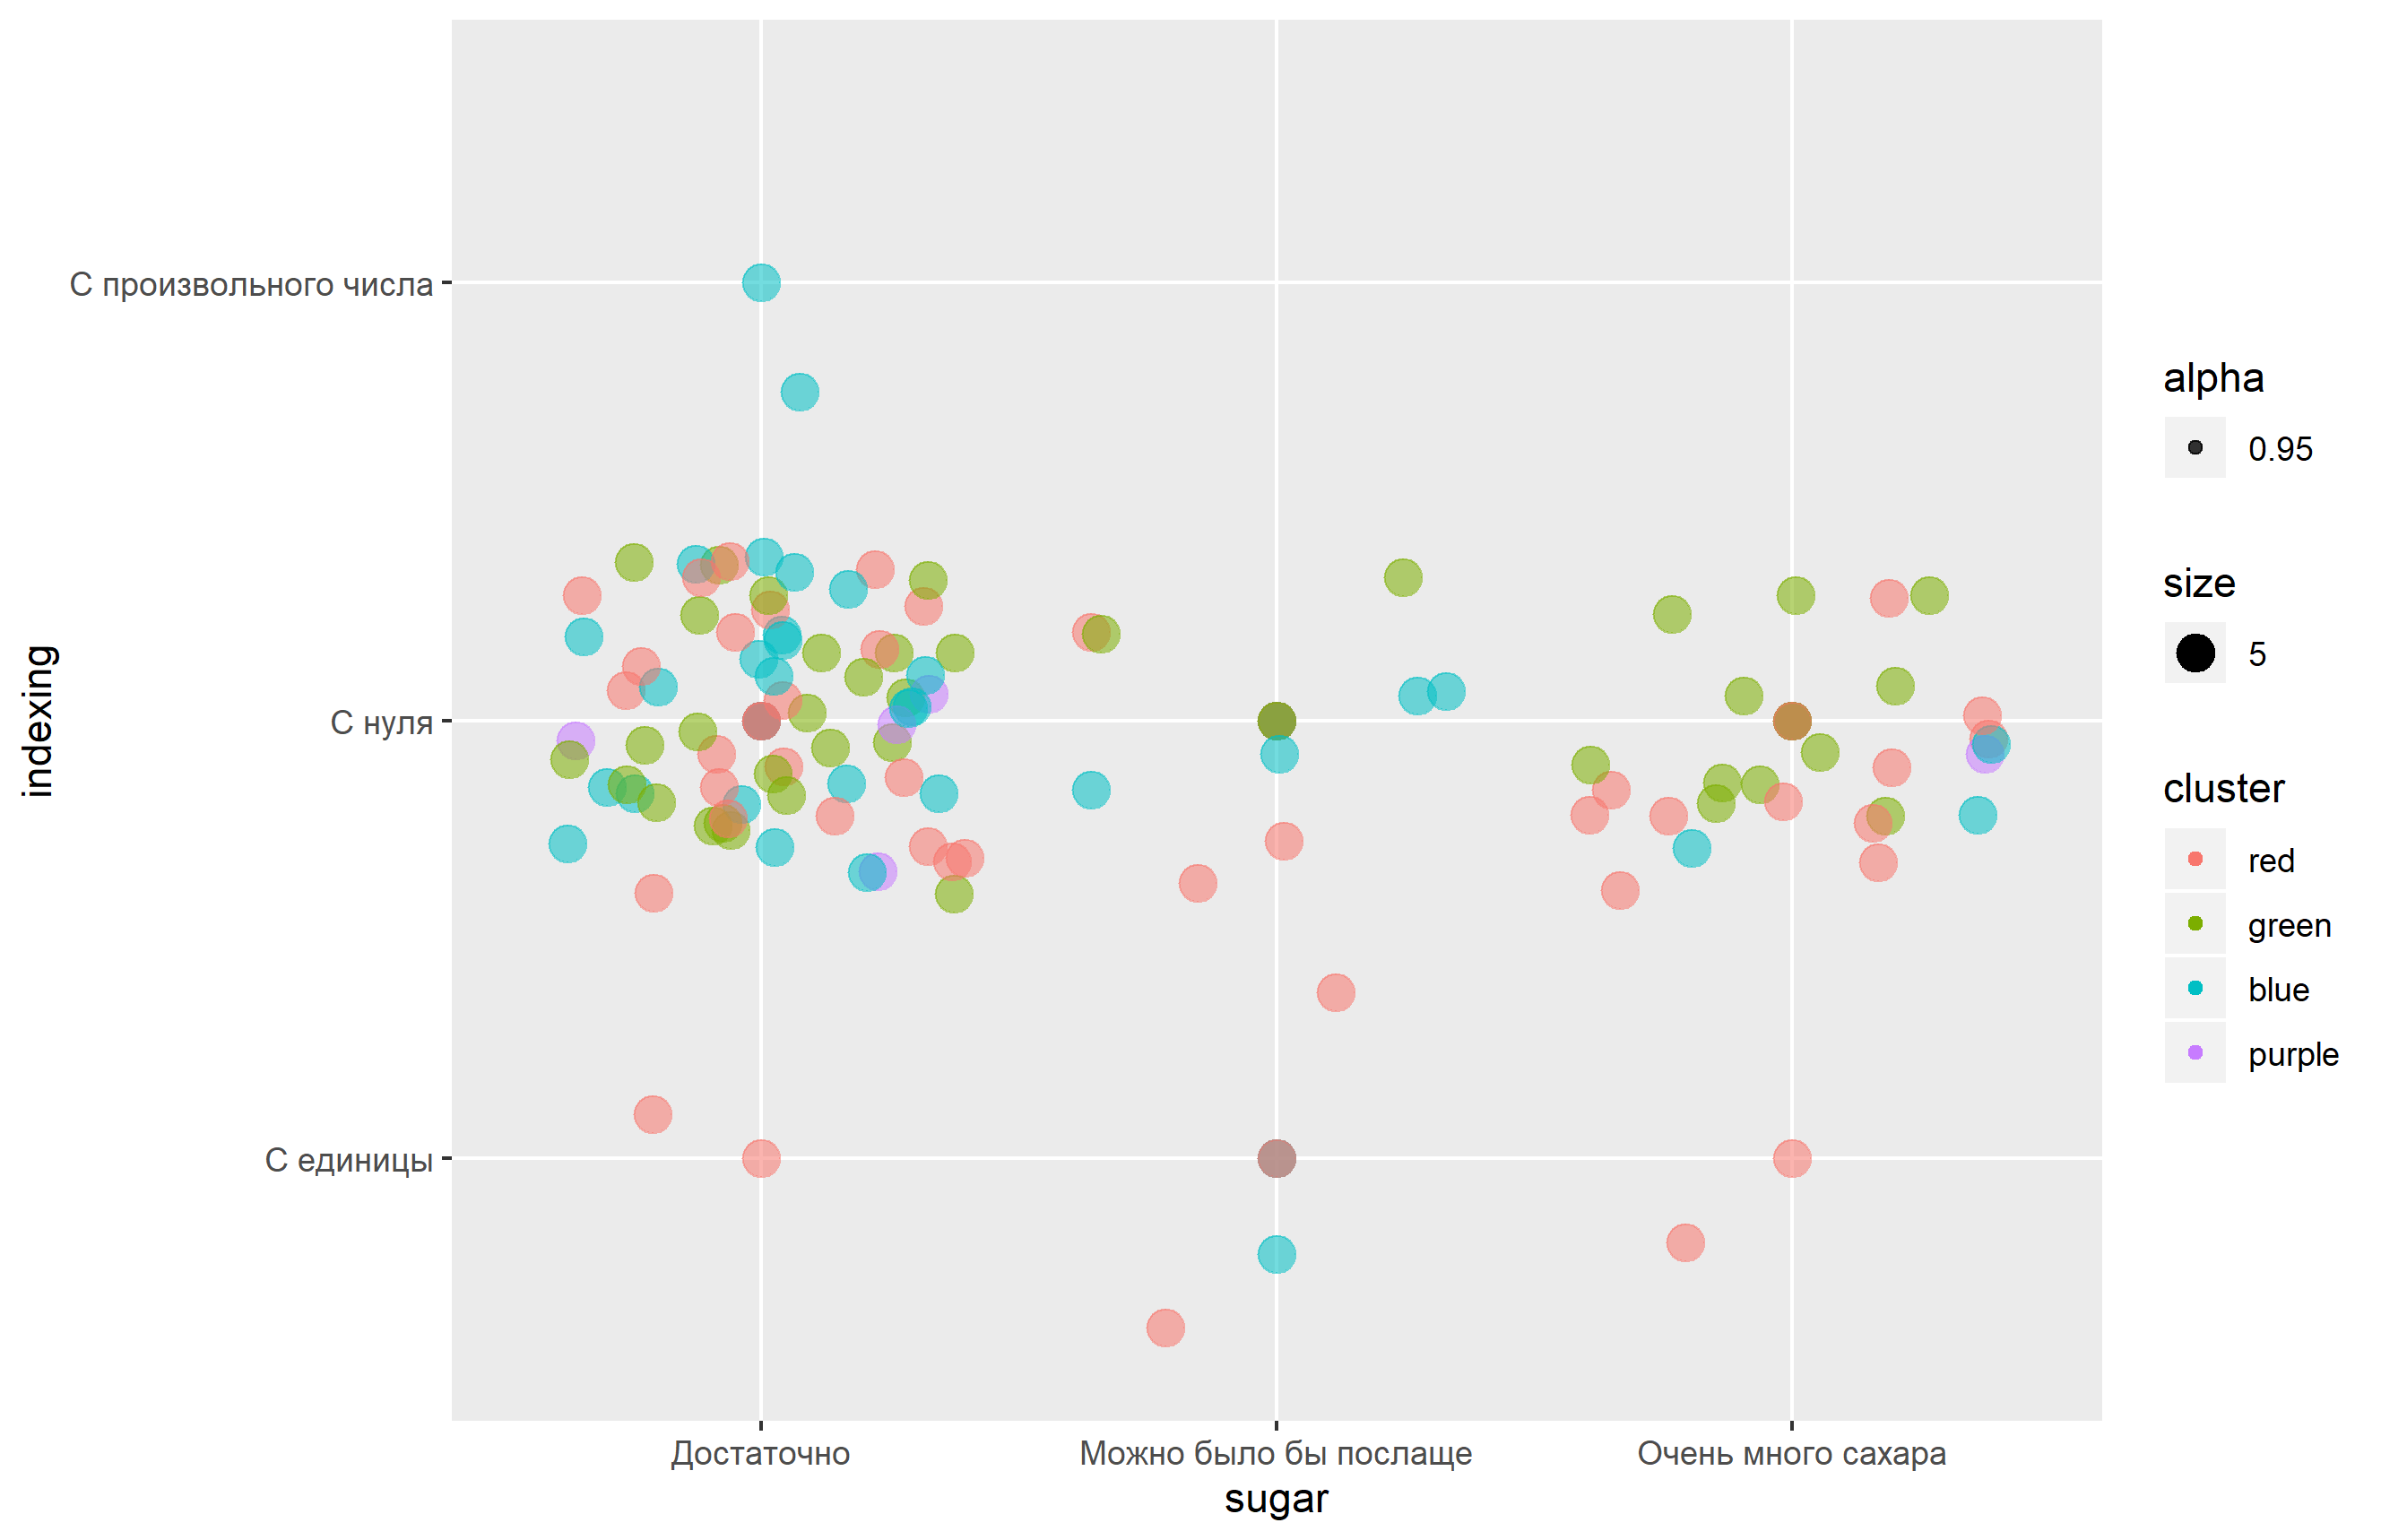 indexing
С произвольного числа
С нуля
С единицы
Достаточно
Можно было бы послаще
Очень много сахара
sugar
alpha
0.95
size
5
cluster
red
green
blue
purple